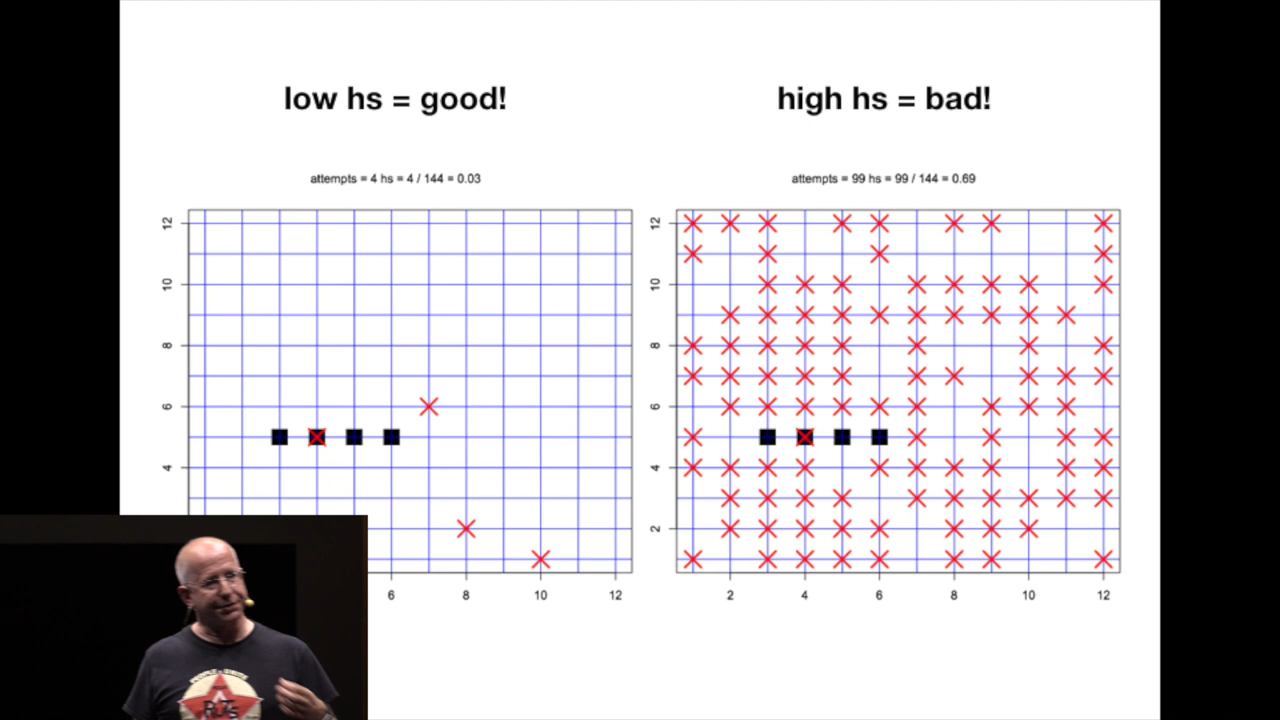 low hs = good!
high hs = bad!
attempts = 4 hs = 4 / 144 = 0.03
attempts = 99 hs = 99 / 144 = 0.69
12
10
8
6
4
6 8 10 12
12
10
8
6
4
2
2 4 6 8 10 12